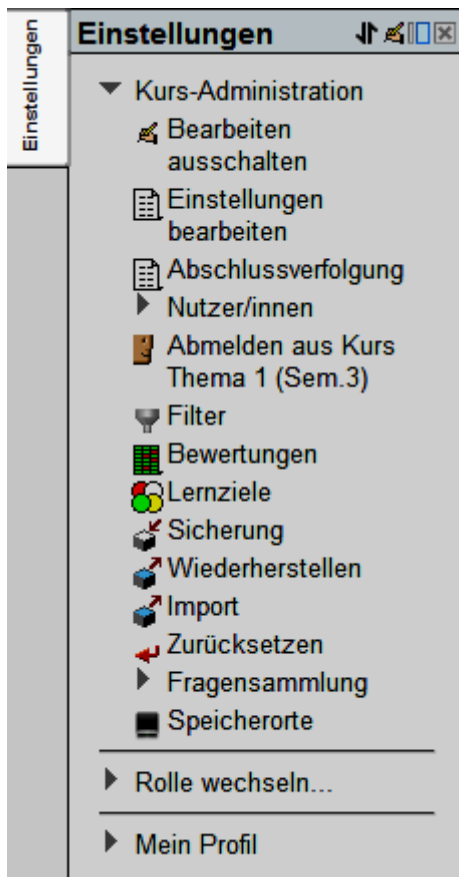 Einstellungen
Einstellungen
Kurs-Administration
Bearbeiten
ausschalten
Einstellungen
bearbeiten
Abschlussverfolgung
Nutzer/innen
Abmelden aus Kurs
Thema 1 (Sem.3)
Filter
Bewertungen
Lernziele
Sicherung
Wiederherstellen
Import
Zurücksetzen
Fragensammlung
Speicherorte
Rolle wechseln...
Mein Profil